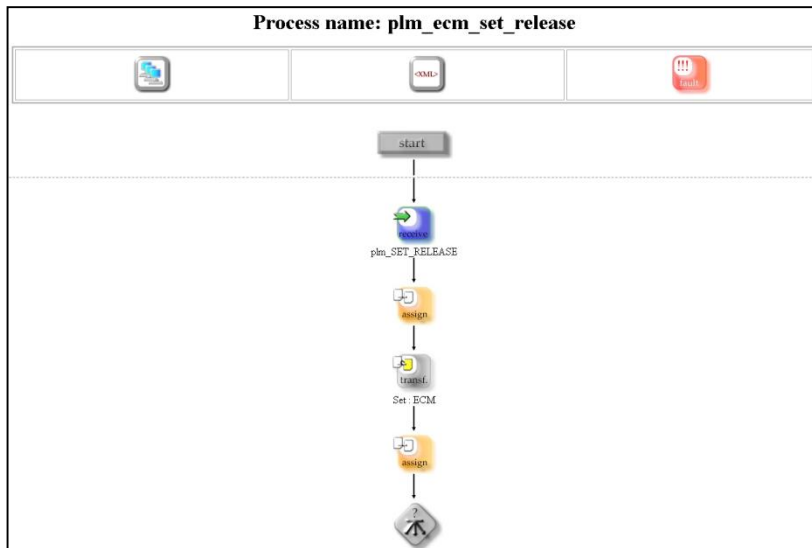 Process name: plm_ecm_set_release
<XML>
!!!
fault
start
receive
plm_SET_RELEASE
assign
transf.
Set : ECM
assign
?